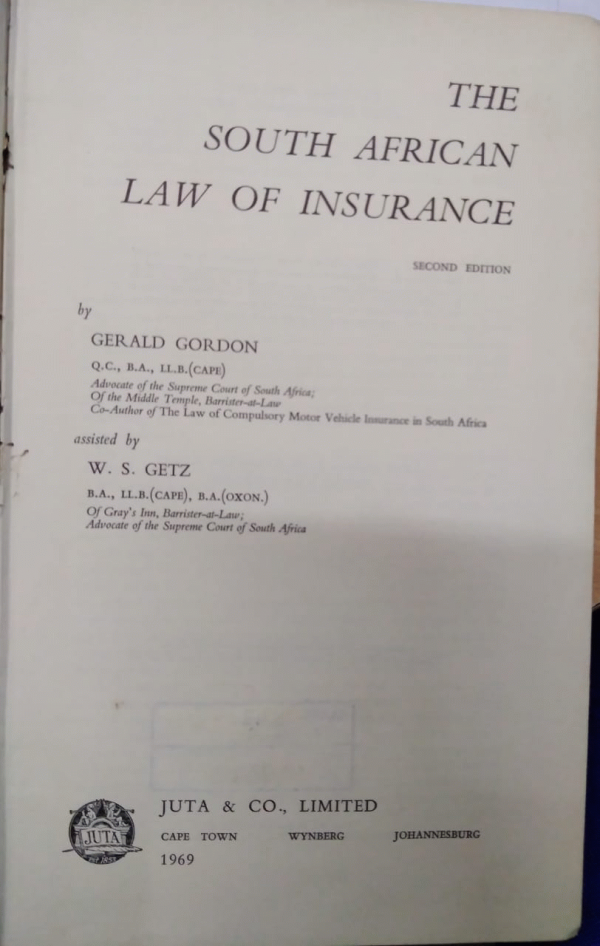 THE
SOUTH AFRICAN
LAW OF INSURANCE
SECOND EDITION
by
GERALD GORDON
Q.C., B.A., LL.B.(CAPE)
Advocate of the Supreme Court of South Africa;
Of the Middle Temple, Barrister-at-Law
Co-Author of The Law of Compulsory Motor Vehicle Insurance in South Africa
assisted by
W. S. GETZ
B.A., LL.B.(CAPE), B.A.(OXON.)
Of Gray's Inn, Barrister-at-Law;
Advocate of the Supreme Court of South Africa
JUTA & CO., LIMITED
JUTA
CAPE TOWN WYNBERG JOHANNESBURG
1969